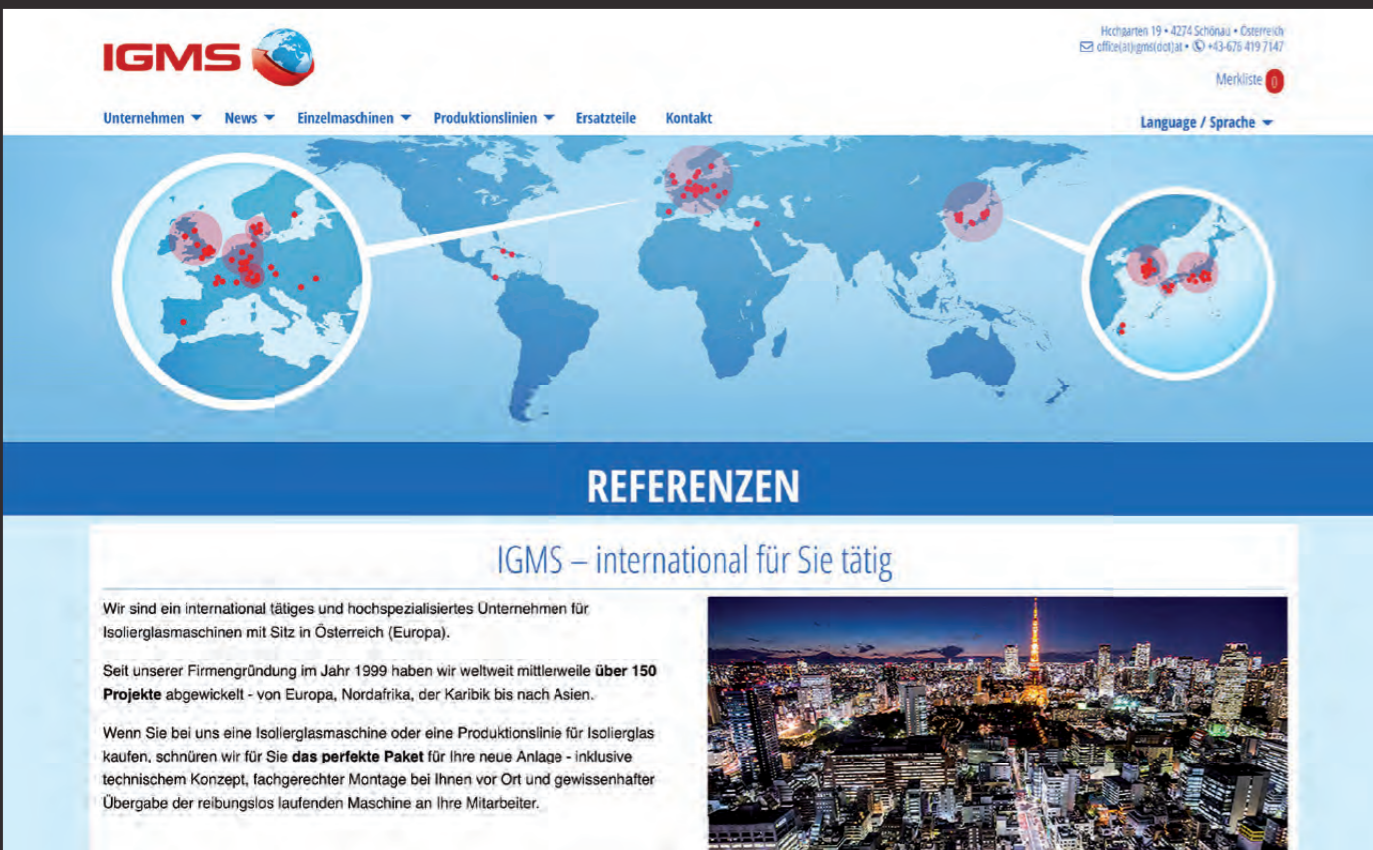 IGMS
Hochgarten 19 • 4274 Schönau • Österreich
office(at)igms(dot)at • +43-676 419 7147
Merkliste 0
Unternehmen News Einzelmaschinen Produktionslinien Ersatzteile Kontakt
Language / Sprache
REFERENZEN
IGMS – international für Sie tätig
Wir sind ein international tätiges und hochspezialisiertes Unternehmen für
Isolierglasmaschinen mit Sitz in Österreich (Europa).
Seit unserer Firmengründung im Jahr 1999 haben wir weltweit mittlerweile über 150
Projekte abgewickelt - von Europa, Nordafrika, der Karibik bis nach Asien.
Wenn Sie bei uns eine Isolierglasmaschine oder eine Produktionslinie für Isolierglas
kaufen, schnüren wir für Sie das perfekte Paket für Ihre neue Anlage - inklusive
technischem Konzept, fachgerechter Montage bei Ihnen vor Ort und gewissenhafter
Übergabe der reibungslos laufenden Maschine an Ihre Mitarbeiter.